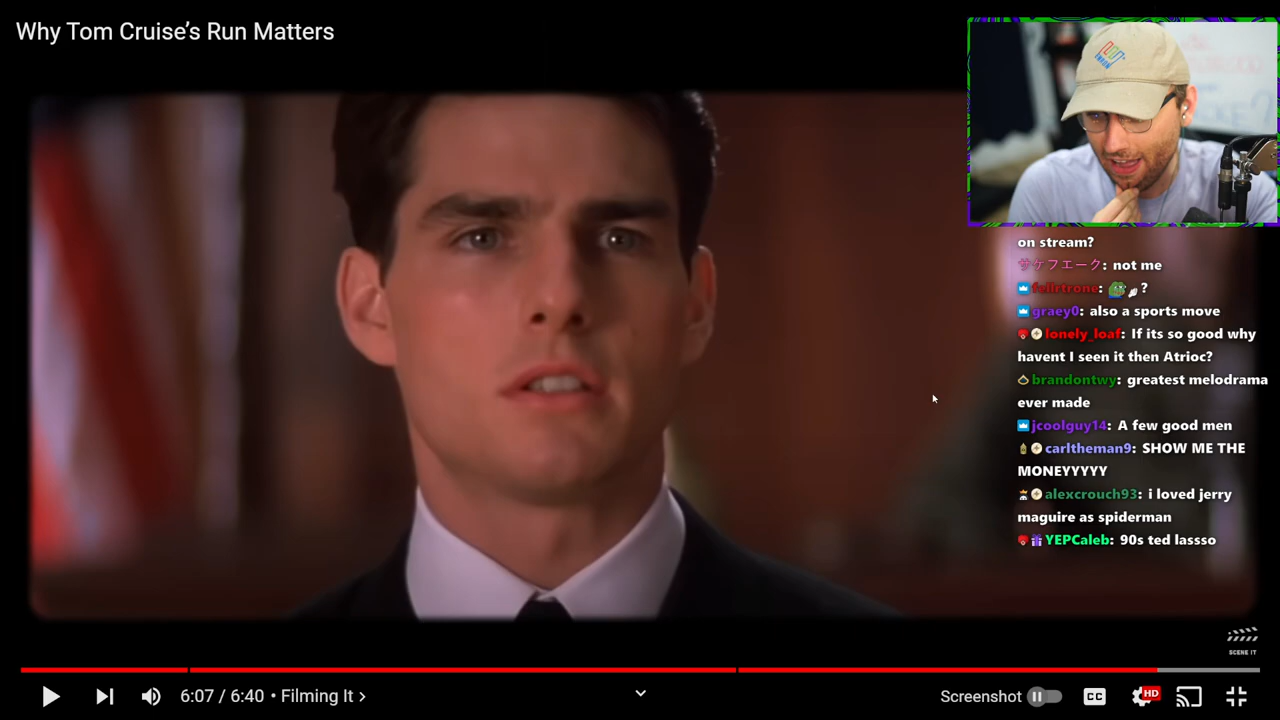 Why Tom Cruise’s Run Matters
on stream?
サケフエーク: not me
fellrtrone: ?
graey0: also a sports move
lonely_loaf: If its so good why
havent I seen it then Atrioc?
brandontwy: greatest melodrama
ever made
jcoolguy14: A few good men
carltheman9: SHOW ME THE
MONEYYYYY
alexcrouch93: i loved jerry
maguire as spiderman
YEPCaleb: 90s ted lassso
SCENE IT
6:07 / 6:40 • Filming It >
Screenshot
CC
HD